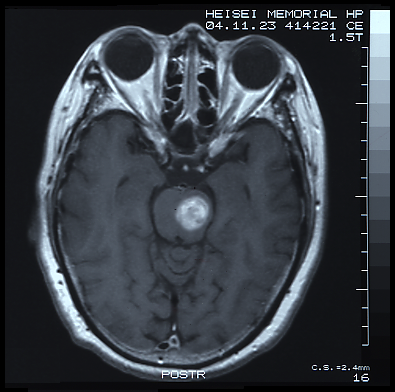 HEISEI MEMORIAL HP
04.11.23 414221 CE
1.5T
POSTR
C.S.=2.4mm
16